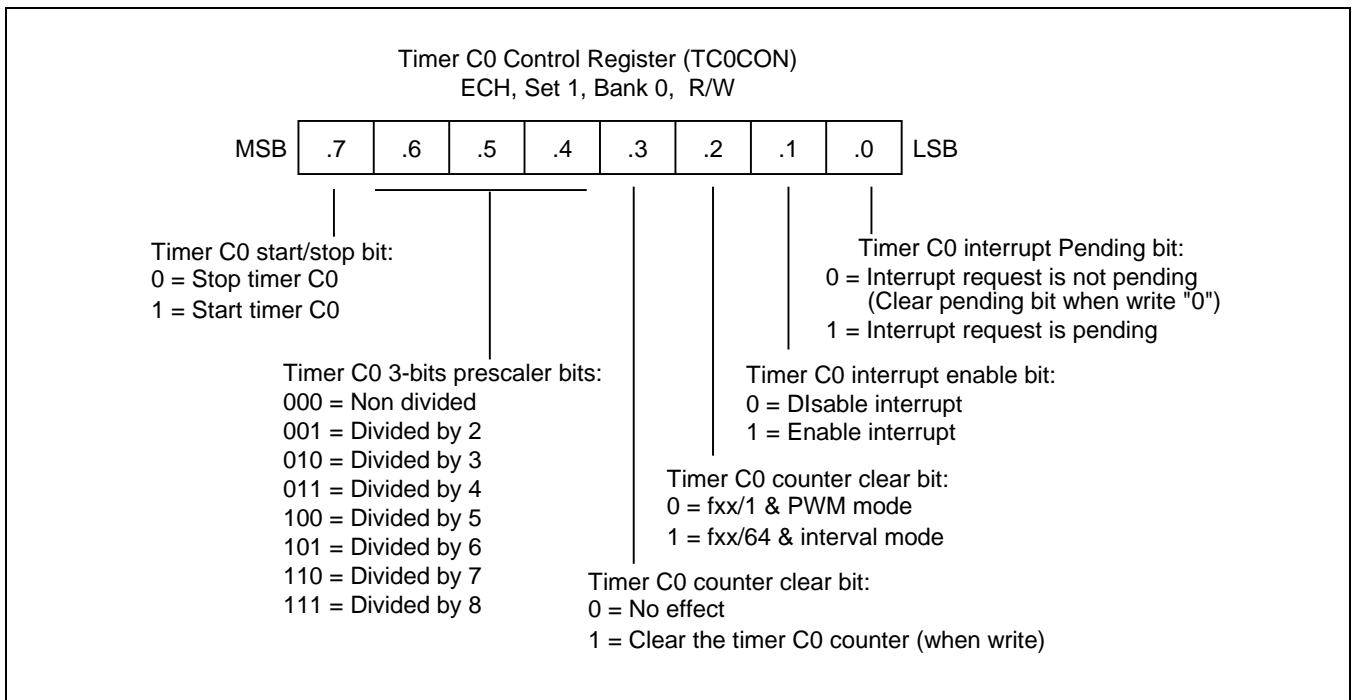 Timer C0 Control Register (TC0CON)
ECH, Set 1, Bank 0, R/W
MSB .7 .6 .5 .4 .3 .2 .1 .0 LSB
Timer C0 start/stop bit:
0 = Stop timer C0
1 = Start timer C0
Timer C0 interrupt Pending bit:
0 = Interrupt request is not pending
(Clear pending bit when write "0")
1 = Interrupt request is pending
Timer C0 3-bits prescaler bits:
000 = Non divided
001 = Divided by 2
010 = Divided by 3
011 = Divided by 4
100 = Divided by 5
101 = Divided by 6
110 = Divided by 7
111 = Divided by 8
Timer C0 interrupt enable bit:
0 = DIsable interrupt
1 = Enable interrupt
Timer C0 counter clear bit:
0 = fxx/1 & PWM mode
1 = fxx/64 & interval mode
Timer C0 counter clear bit:
0 = No effect
1 = Clear the timer C0 counter (when write)